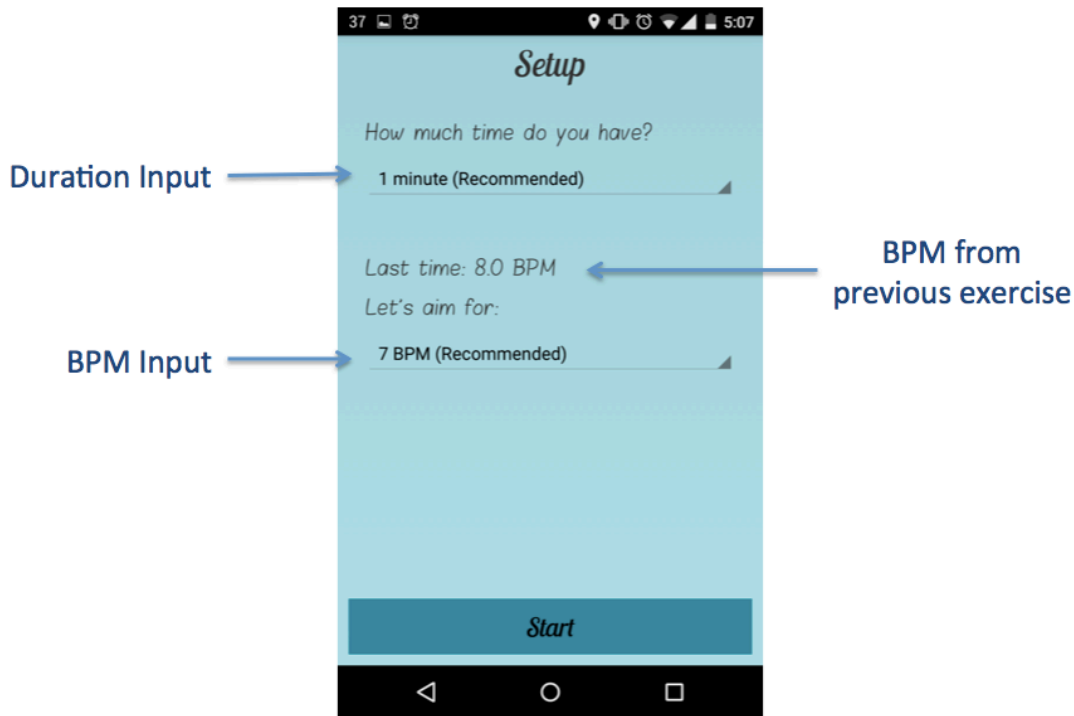 37 5:07
Setup
How much time do you have?
Duration Input
1 minute (Recommended)
Last time: 8.0 BPM
BPM from
previous exercise
Let's aim for:
BPM Input
7 BPM (Recommended)
Start